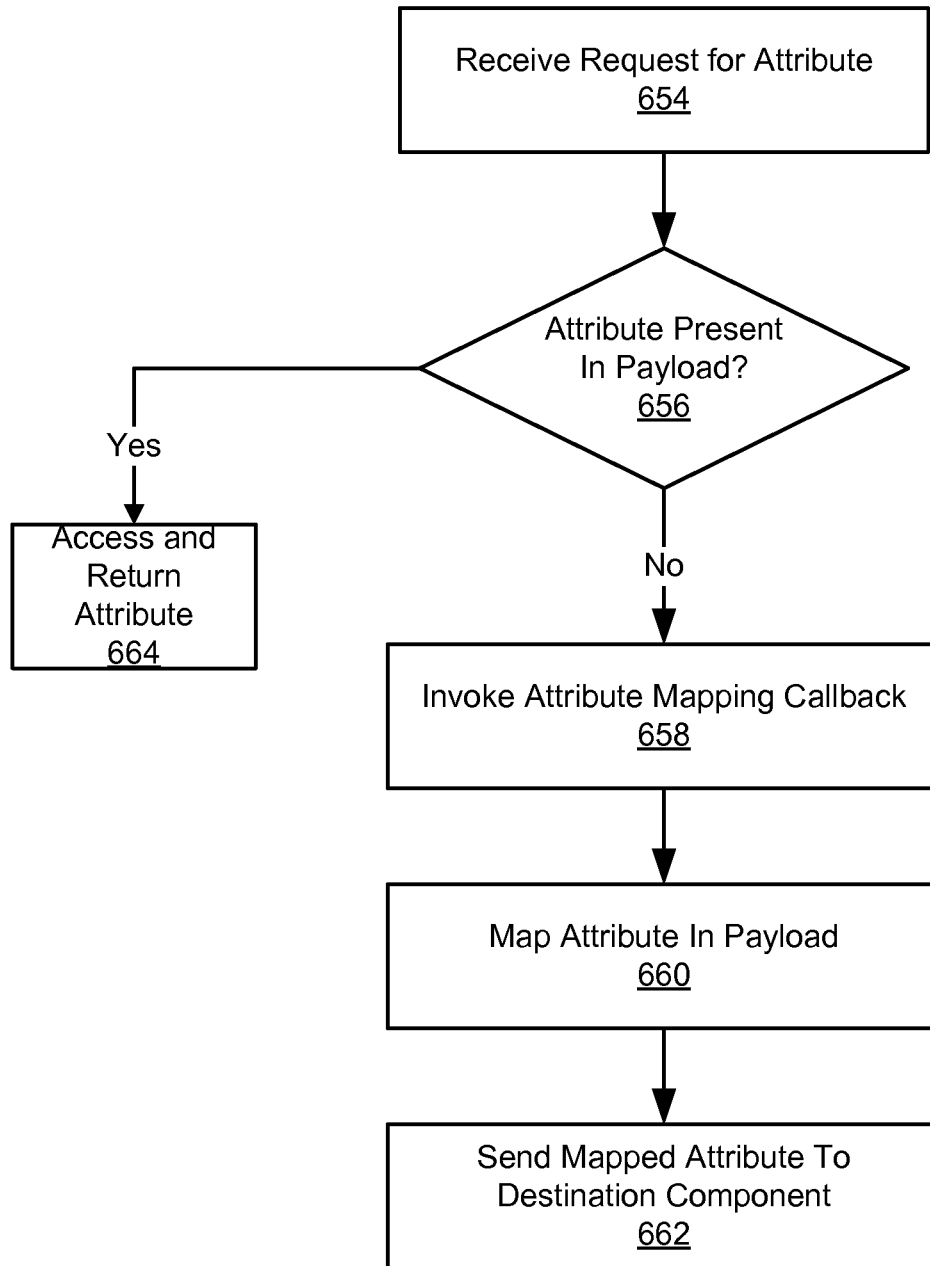 Receive Request for Attribute
654
Attribute Present
In Payload?
656
Yes
No
Access and
Return
Attribute
664
Invoke Attribute Mapping Callback
658
Map Attribute In Payload
660
Send Mapped Attribute To
Destination Component
662